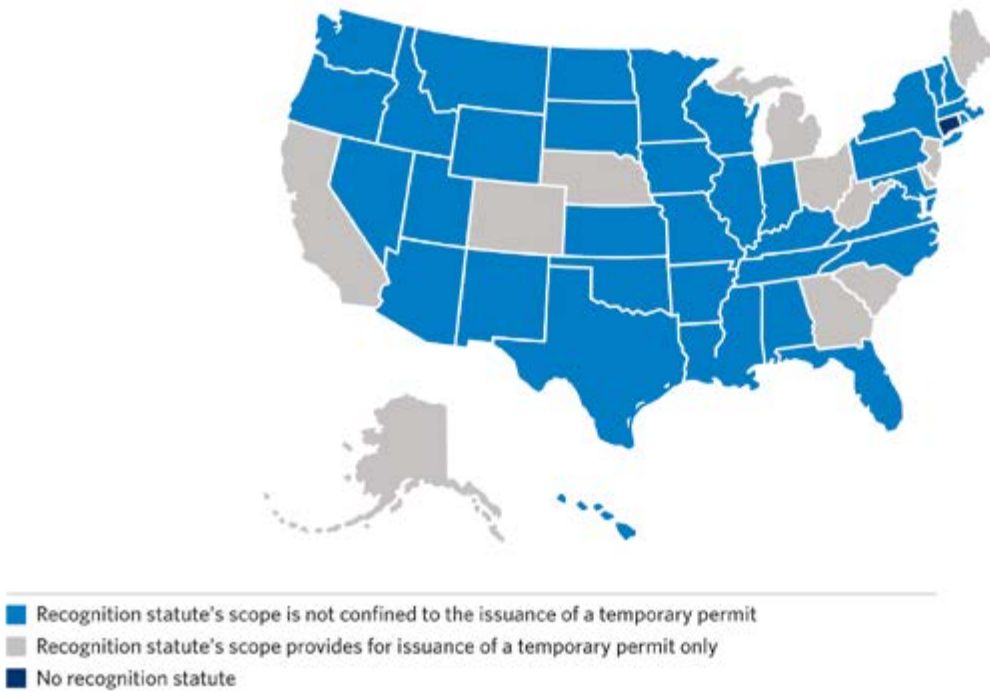 Recognition statute's scope is not confined to the issuance of a temporary permit
Recognition statute's scope provides for issuance of a temporary permit only
No recognition statute